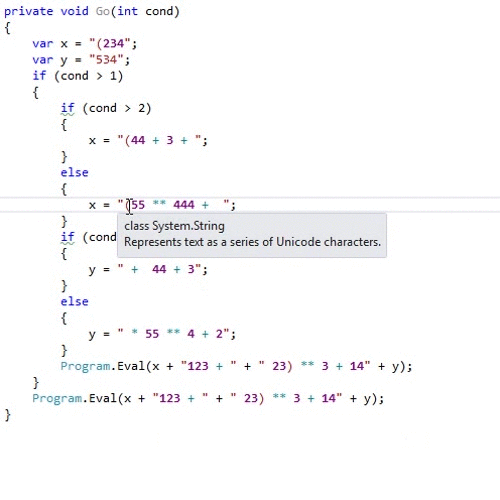 private void Go(int cond)
{
var x = "(234";
var y = "534";
if (cond > 1)
{
if (cond > 2)
{
x = "(44 + 3 + ";
}
else
{
x = "(55 ** 444 +  ";
}
class System.String
Represents text as a series of Unicode characters.
if (cond
{
y = " +  44 + 3";
}
else
{
y = " * 55 ** 4 + 2";
}
Program.Eval(x + "123 + " + " 23) ** 3 + 14" + y);
}
Program.Eval(x + "123 + " + " 23) ** 3 + 14" + y);
}